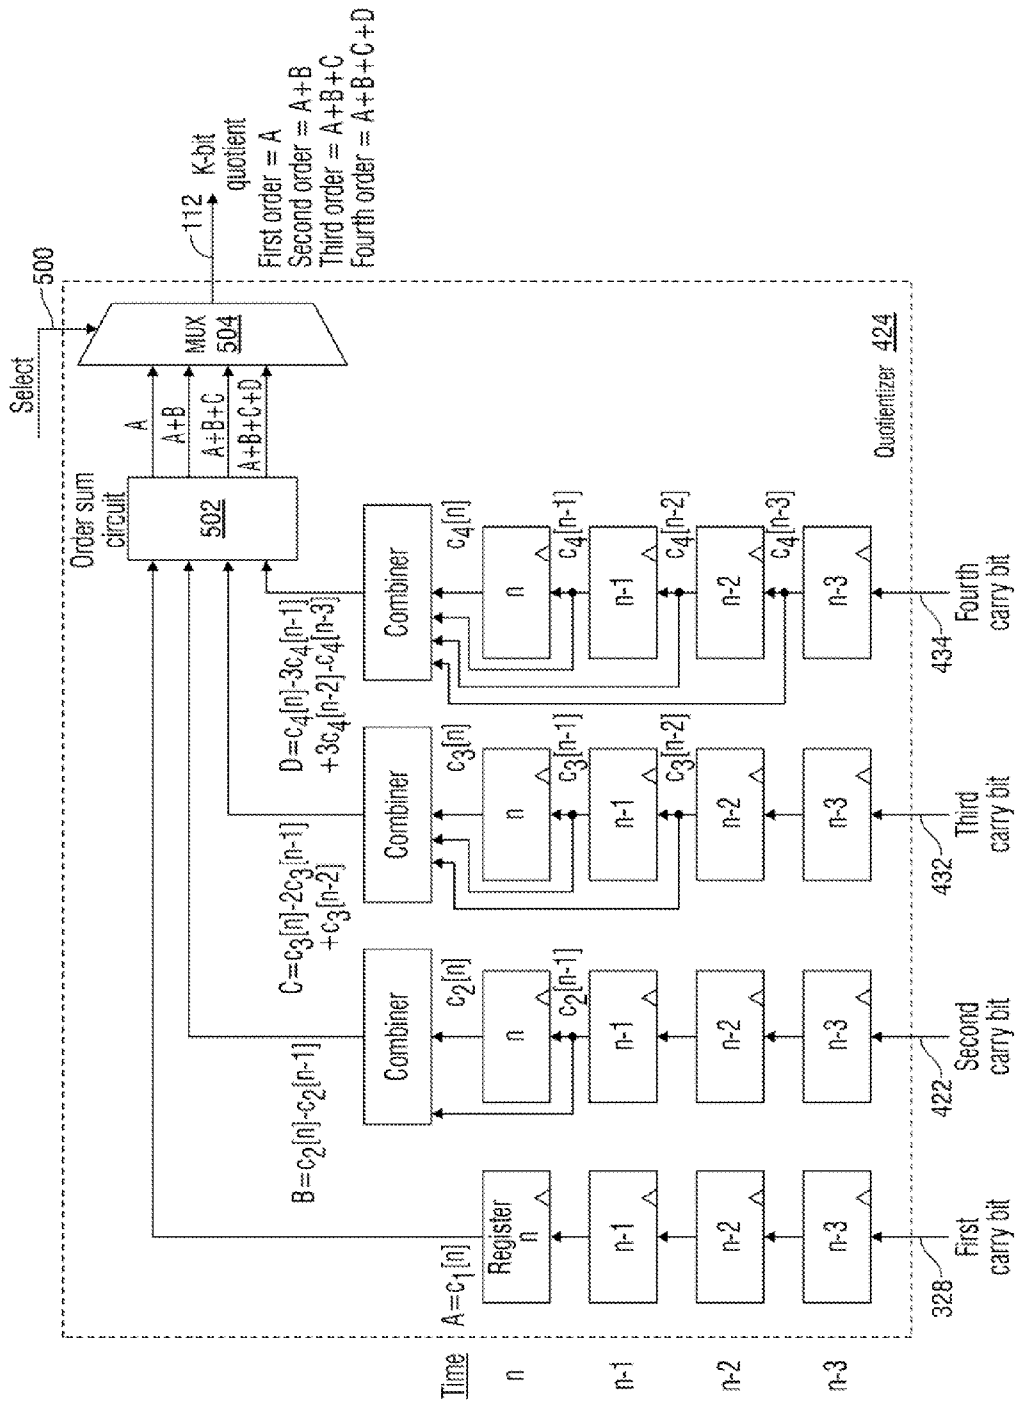 Select
500
Order sum
circuit
502
A
A+B
A+B+C
A+B+C+D
MUX
504
112
K-bit
quotient
First order = A
Second order = A+B
Third order = A+B+C
Fourth order = A+B+C+D
B=c2[n]-c2[n-1]
C=c3[n]-2c3[n-1]
+c3[n-2]
D=c4[n]-3c4[n-1]
+3c4[n-2]-c4[n-3]
Combiner
Combiner
Combiner
Quotientizer 424
Time
A=c1[n]
c2[n]
c3[n]
c4[n]
n
Register
n
n
n
n
c2[n-1]
c3[n-1]
c4[n-1]
n-1
n-1
n-1
n-1
n-1
c3[n-2]
c4[n-2]
n-2
n-2
n-2
n-2
n-2
c4[n-3]
n-3
n-3
n-3
n-3
n-3
328
422
432
434
First
carry bit
Second
carry bit
Third
carry bit
Fourth
carry bit